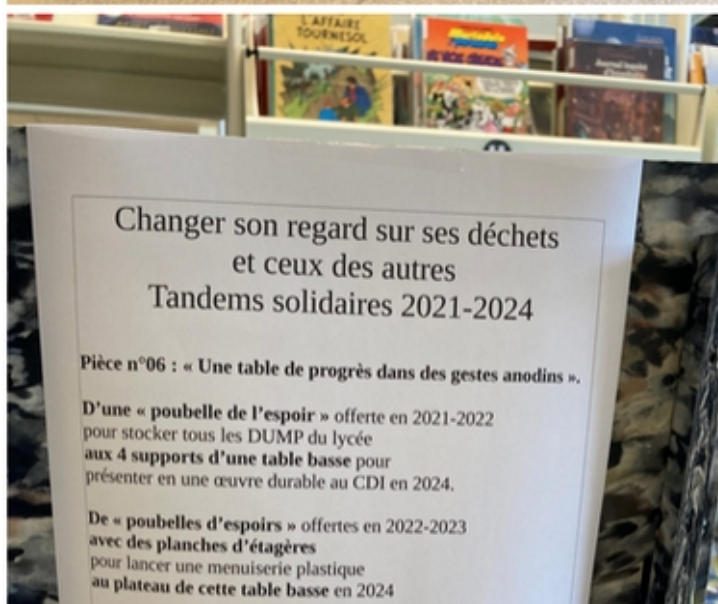 L'AFFAIRE
TOURNESOL
Changer son regard sur ses déchets
et ceux des autres
Tandems solidaires 2021-2024
Pièce n°06 : « Une table de progrès dans des gestes anodins ».
D'une « poubelle de l'espoir » offerte en 2021-2022
pour stocker tous les DUMP du lycée
aux 4 supports d'une table basse pour
présenter en une œuvre durable au CDI en 2024.
De « poubelles d'espoirs » offertes en 2022-2023
avec des planches d'étagères
pour lancer une menuiserie plastique
au plateau de cette table basse en 2024